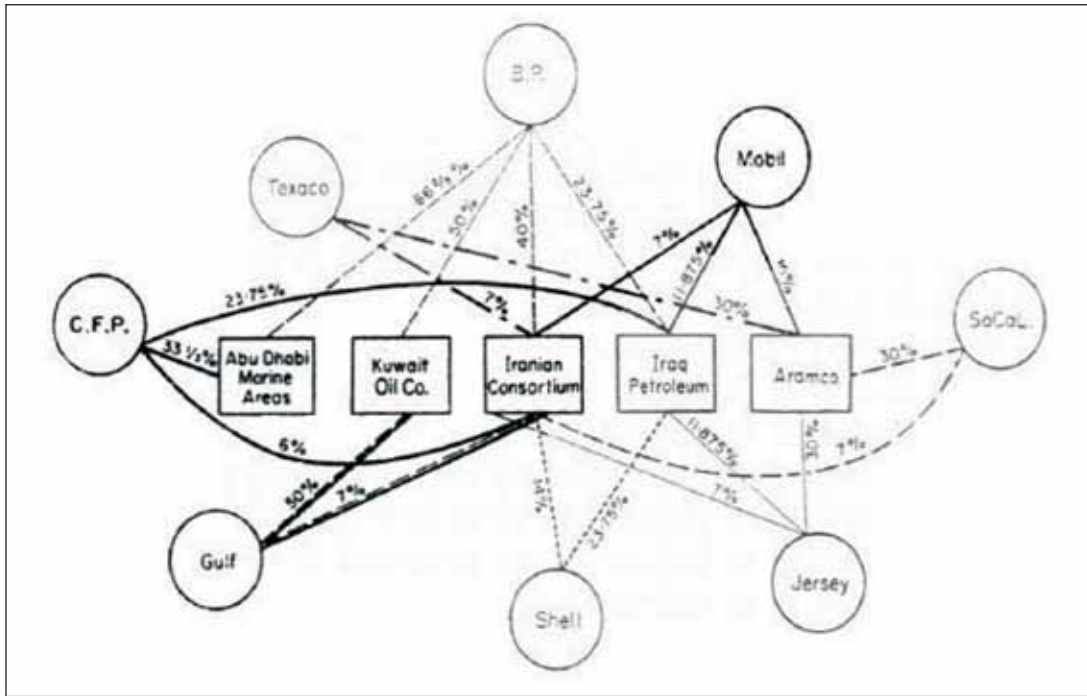 B.P.
Mobil
Texaco
66 2/3 %
50%
40%
23·75%
7%
11.875%
30%
23·75%
7%
C.F.P.
SoCaL.
33 1/3%
Abu Dhabi
Marine
Areas
Kuwait
Oil Co.
Iranian
Consortium
Iraq
Petroleum
Aramco
30%
6%
50%
7%
14%
23·75%
11.875%
7%
30%
7%
Gulf
Shell
Jersey